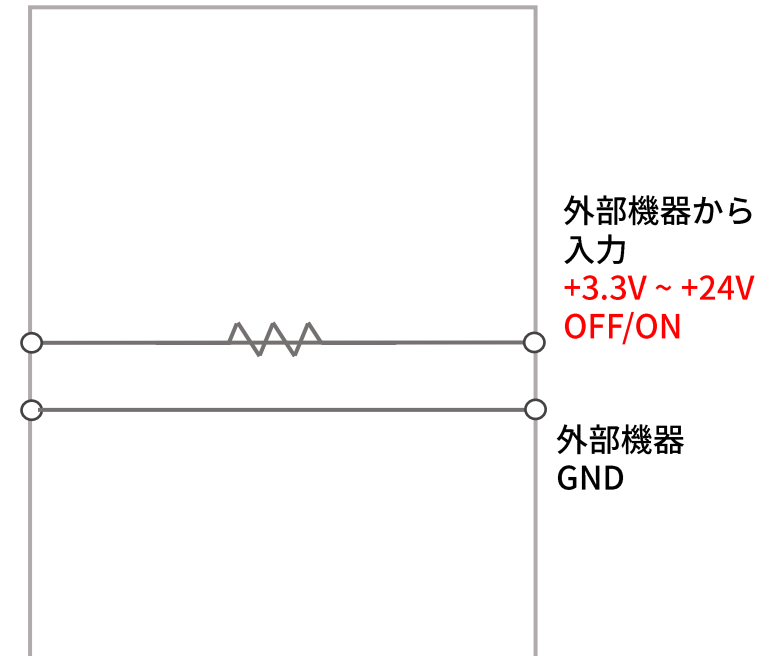 外部機器から
入力
+3.3V ~ +24V
OFF/ON
外部機器
GND